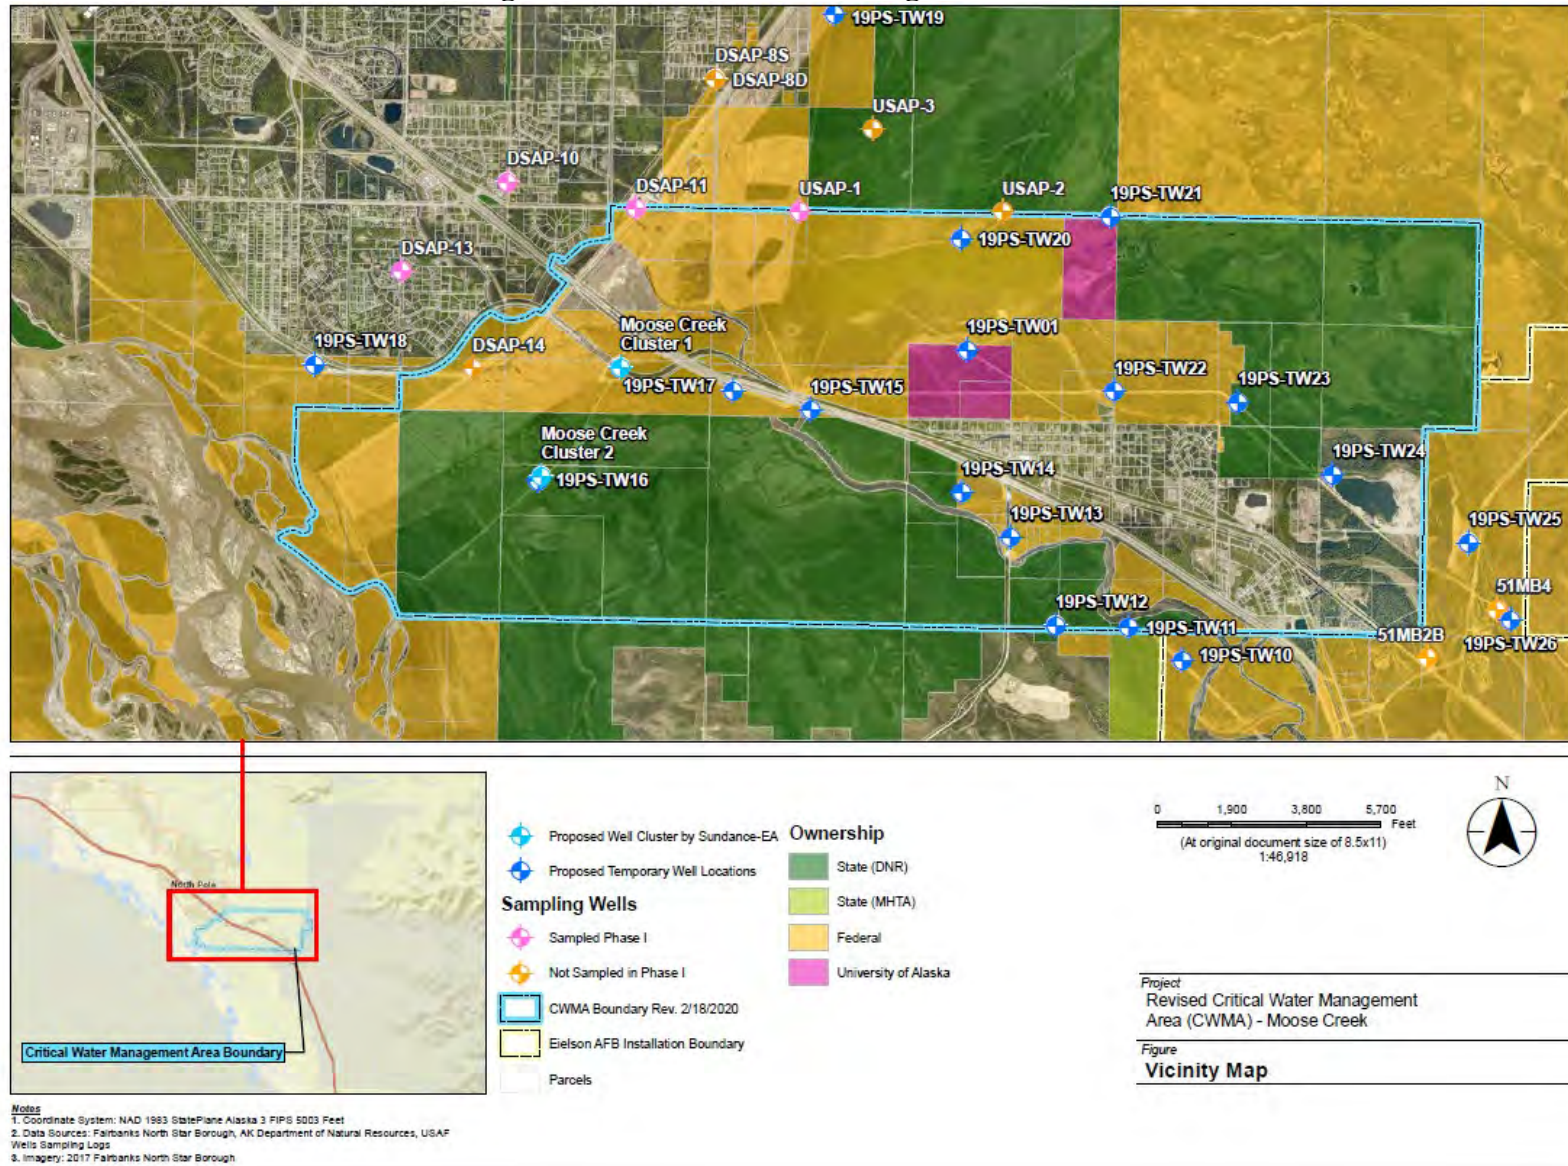 19PS-TW19
DSAP-8S
DSAP-8D
USAP-3
DSAP-10
DSAP-11
USAP-1
USAP-2
19PS-TW21
19PS-TW20
DSAP-13
Moose Creek
Cluster 1
19PS-TW01
19PS-TW18
DSAP-14
19PS-TW17
19PS-TW15
19PS-TW22
19PS-TW23
Moose Creek
Cluster 2
19PS-TW16
19PS-TW14
19PS-TW24
19PS-TW13
19PS-TW25
51MB4
19PS-TW12
19PS-TW11
51MB2B
19PS-TW26
19PS-TW10
North Pole
Critical Water Management Area Boundary
Proposed Well Cluster by Sundance-EA
Proposed Temporary Well Locations
Sampling Wells
Sampled Phase I
Not Sampled in Phase I
CWMA Boundary Rev. 2/18/2020
Eielson AFB Installation Boundary
Parcels
Ownership
State (DNR)
State (MHTA)
Federal
University of Alaska
0 1,900 3,800 5,700
Feet
(At original document size of 8.5x11)
1:46,918
N
Project
Revised Critical Water Management
Area (CWMA) - Moose Creek
Figure
Vicinity Map
Notes
1. Coordinate System: NAD 1983 StatePlane Alaska 3 FIPS 5003 Feet
2. Data Sources: Fairbanks North Star Borough, AK Department of Natural Resources, USAF
Wells Sampling Logs
3. Imagery: 2017 Fairbanks North Star Borough